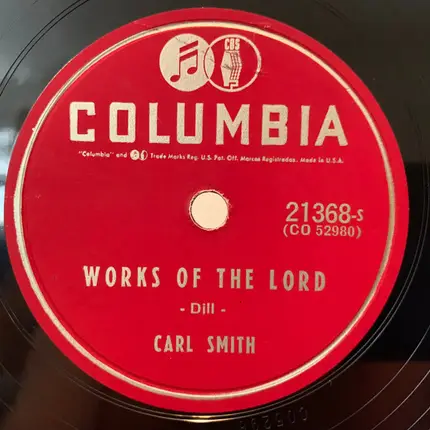 CBS
COLUMBIA
"Columbia" and Trade Marks Reg. U.S. Pat. Off. Marcas Registradas. Made in U.S.A.
21368-s
(CO 52980)
WORKS OF THE LORD
- Dill -
CARL SMITH